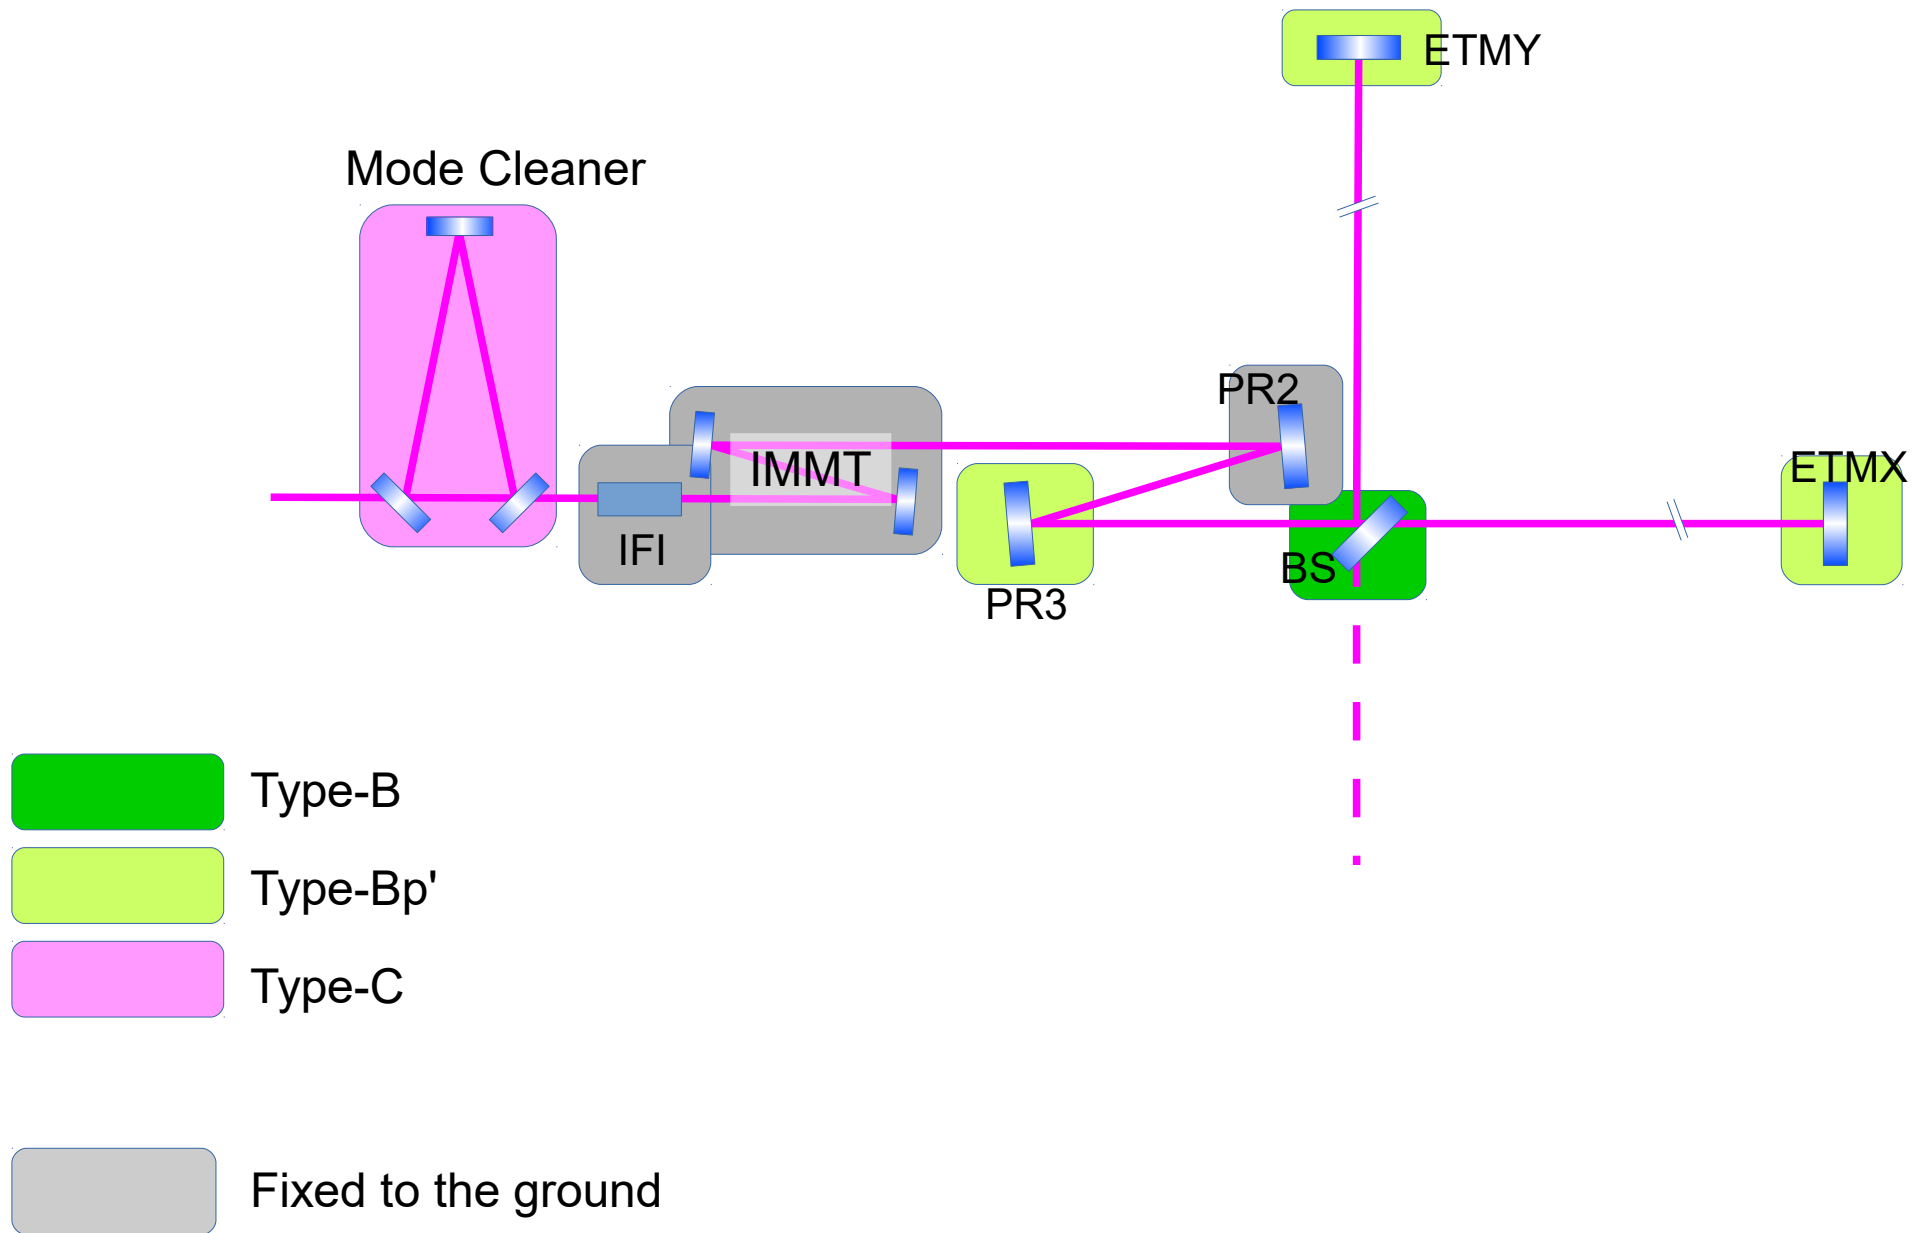 ETMY
Mode Cleaner
PR2
IMMT
ETMX
IFI
BS
PR3
Type-B
Type-Bp'
Type-C
Fixed to the ground